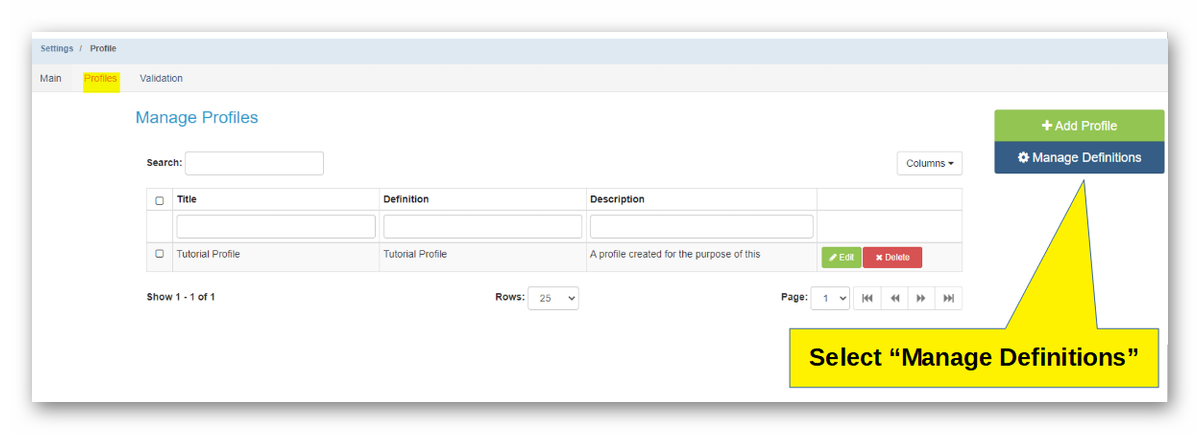 Settings / Profile
Main Profiles Validation
Manage Profiles
+ Add Profile
Manage Definitions
Search:
Columns
Title Definition Description
Tutorial Profile Tutorial Profile A profile created for the purpose of this Edit Delete
Show 1 - 1 of 1 Rows: 25 Page: 1
Select “Manage Definitions”